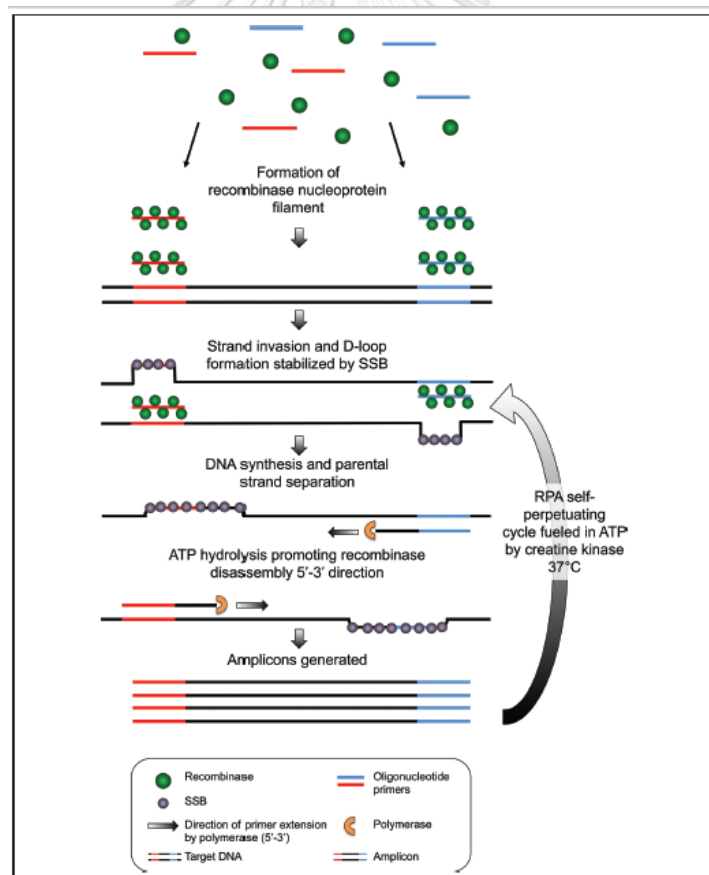 Formation of
recombinase nucleoprotein
filament
Strand invasion and D-loop
formation stabilized by SSB
DNA synthesis and parental
strand separation
RPA self-
perpetuating
cycle fueled in ATP
by creatine kinase
37°C
ATP hydrolysis promoting recombinase
disassembly 5′-3′ direction
Amplicons generated
Recombinase
SSB
Direction of primer extension
by polymerase (5′-3′)
Target DNA
Oligonucleotide
primers
Polymerase
Amplicon